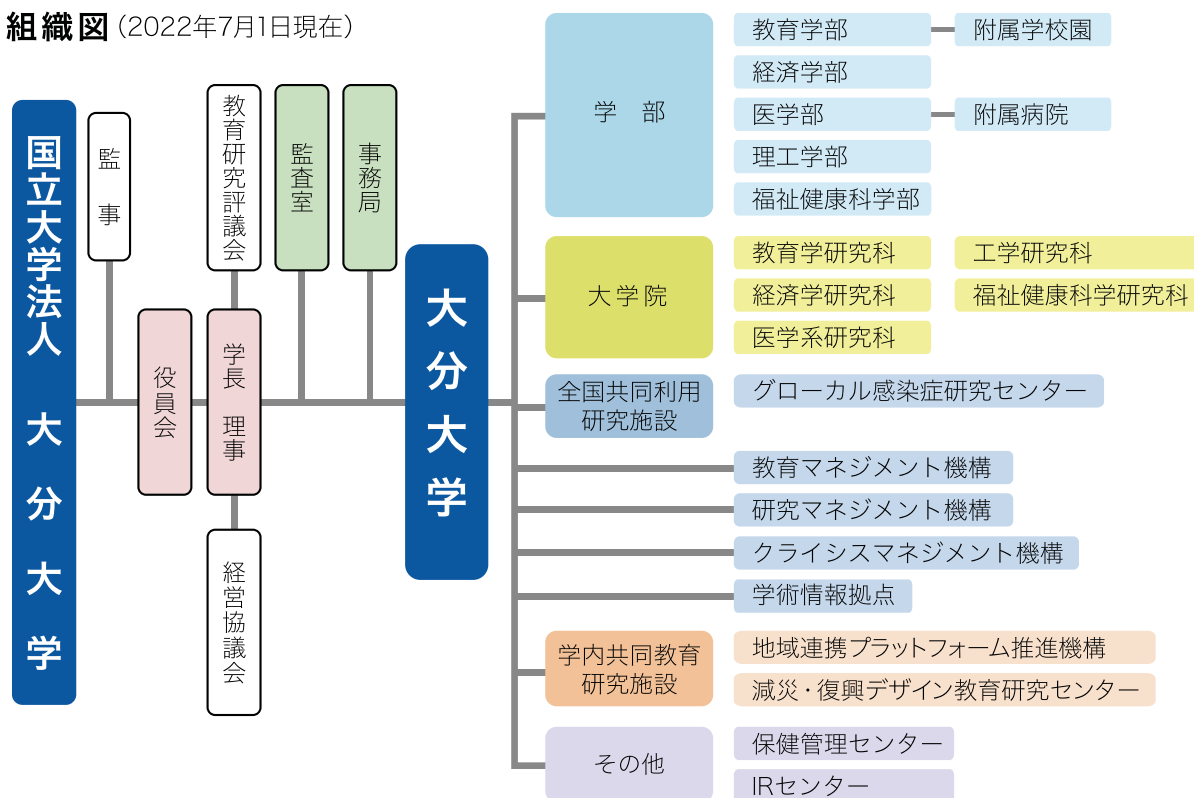 組織図（2022年7月1日現在）
国立大学法人 大分大学
監 事
役員会
教育研究評議会
学長 理事
経営協議会
監査室
事務局
大分大学
学 部
教育学部
附属学校園
経済学部
医学部
附属病院
理工学部
福祉健康科学部
大学院
教育学研究科
工学研究科
経済学研究科
福祉健康科学研究科
医学系研究科
全国共同利用
研究施設
グローカル感染症研究センター
教育マネジメント機構
研究マネジメント機構
クライシスマネジメント機構
学術情報拠点
学内共同教育
研究施設
地域連携プラットフォーム推進機構
減災・復興デザイン教育研究センター
その他
保健管理センター
IRセンター